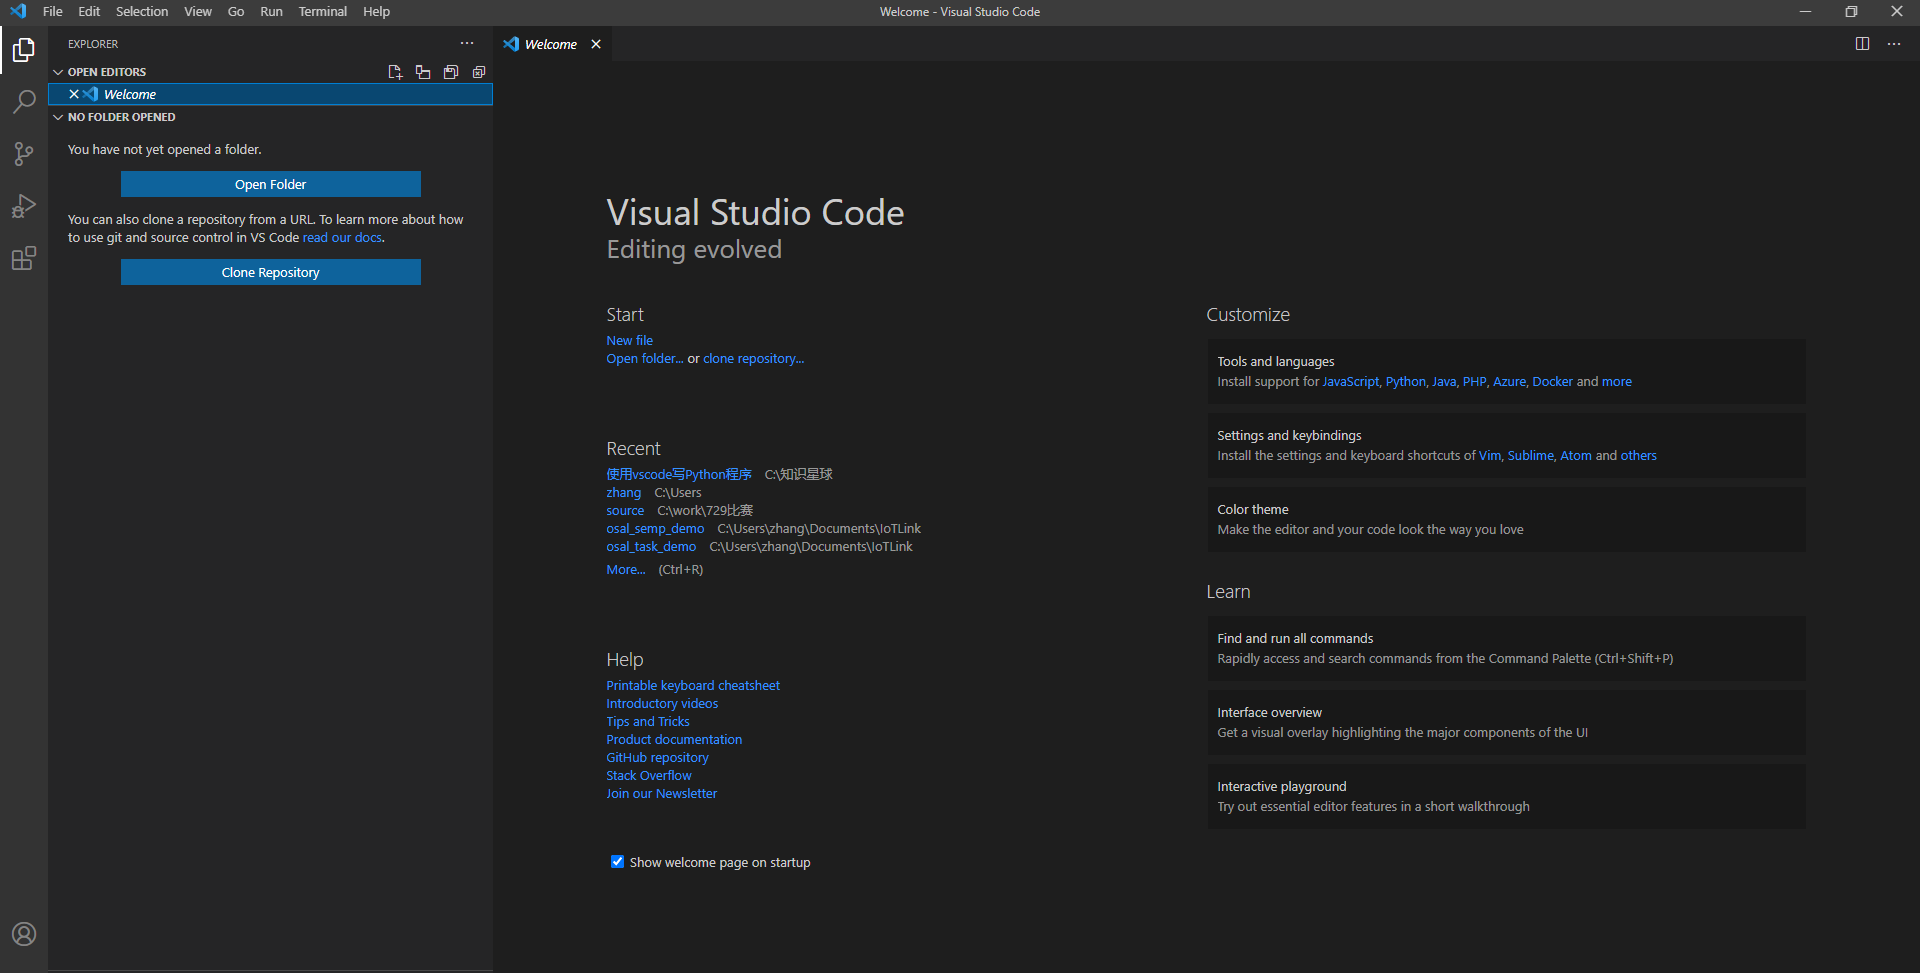 File Edit Selection View Go Run Terminal Help
Welcome - Visual Studio Code
EXPLORER
OPEN EDITORS
Welcome
NO FOLDER OPENED
You have not yet opened a folder.
Open Folder
You can also clone a repository from a URL. To learn more about how
to use git and source control in VS Code read our docs.
Clone Repository
Welcome
Visual Studio Code
Editing evolved
Start
New file
Open folder... or clone repository...
Recent
使用vscode写Python程序 C:\知识星球
zhang C:\Users
source C:\work\729比赛
osal_semp_demo C:\Users\zhang\Documents\IoTLink
osal_task_demo C:\Users\zhang\Documents\IoTLink
More... (Ctrl+R)
Help
Printable keyboard cheatsheet
Introductory videos
Tips and Tricks
Product documentation
GitHub repository
Stack Overflow
Join our Newsletter
Show welcome page on startup
Customize
Tools and languages
Install support for JavaScript, Python, Java, PHP, Azure, Docker and more
Settings and keybindings
Install the settings and keyboard shortcuts of Vim, Sublime, Atom and others
Color theme
Make the editor and your code look the way you love
Learn
Find and run all commands
Rapidly access and search commands from the Command Palette (Ctrl+Shift+P)
Interface overview
Get a visual overlay highlighting the major components of the UI
Interactive playground
Try out essential editor features in a short walkthrough